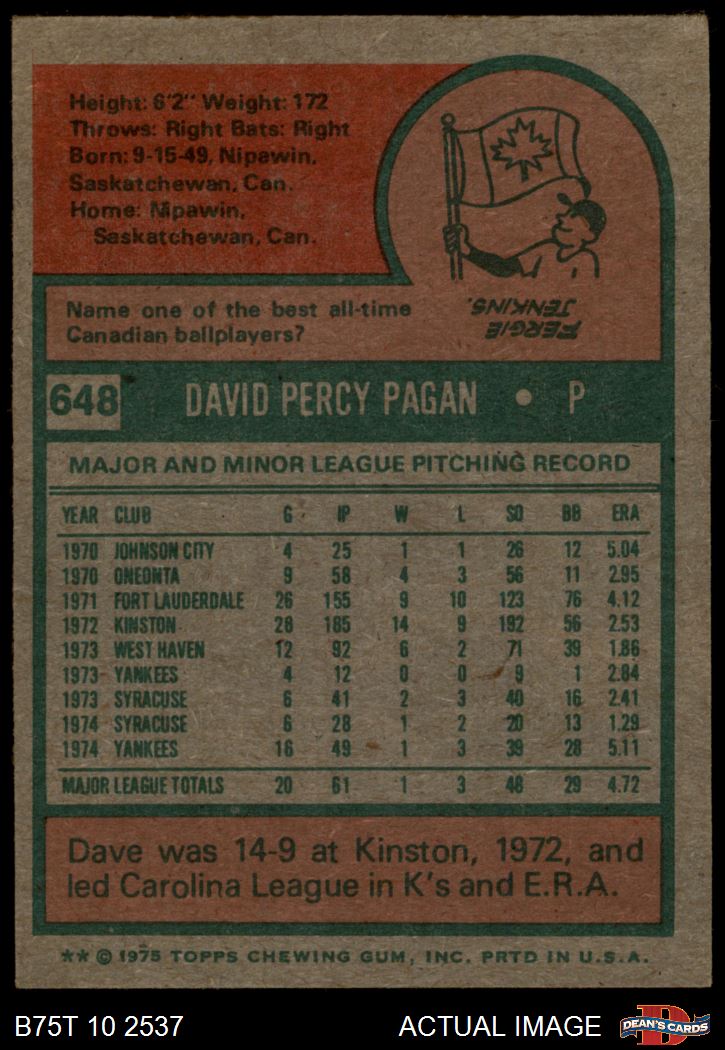 Height: 6'2" Weight: 172
Throws: Right Bats: Right
Born: 9-15-49, Nipawin,
Saskatchewan, Can.
Home: Nipawin,
Saskatchewan, Can.
Name one of the best all-time
Canadian ballplayers?
FERGIE
JENKINS.
648 DAVID PERCY PAGAN • P
MAJOR AND MINOR LEAGUE PITCHING RECORD
YEAR CLUB G IP W L SO BB ERA
1970 JOHNSON CITY 4 25 1 1 26 12 5.04
1970 ONEONTA 9 58 4 3 56 11 2.95
1971 FORT LAUDERDALE 26 155 9 10 123 76 4.12
1972 KINSTON 28 185 14 9 192 56 2.53
1973 WEST HAVEN 12 92 6 2 71 39 1.86
1973 YANKEES 4 12 0 0 9 1 2.84
1973 SYRACUSE 6 41 2 3 40 16 2.41
1974 SYRACUSE 6 28 1 2 20 13 1.29
1974 YANKEES 16 49 1 3 39 28 5.11
MAJOR LEAGUE TOTALS 20 61 1 3 48 29 4.72
Dave was 14-9 at Kinston, 1972, and
led Carolina League in K's and E.R.A.
** © 1975 TOPPS CHEWING GUM, INC. PRTD IN U.S.A.
B75T 10 2537 ACTUAL IMAGE DEAN'S CARDS